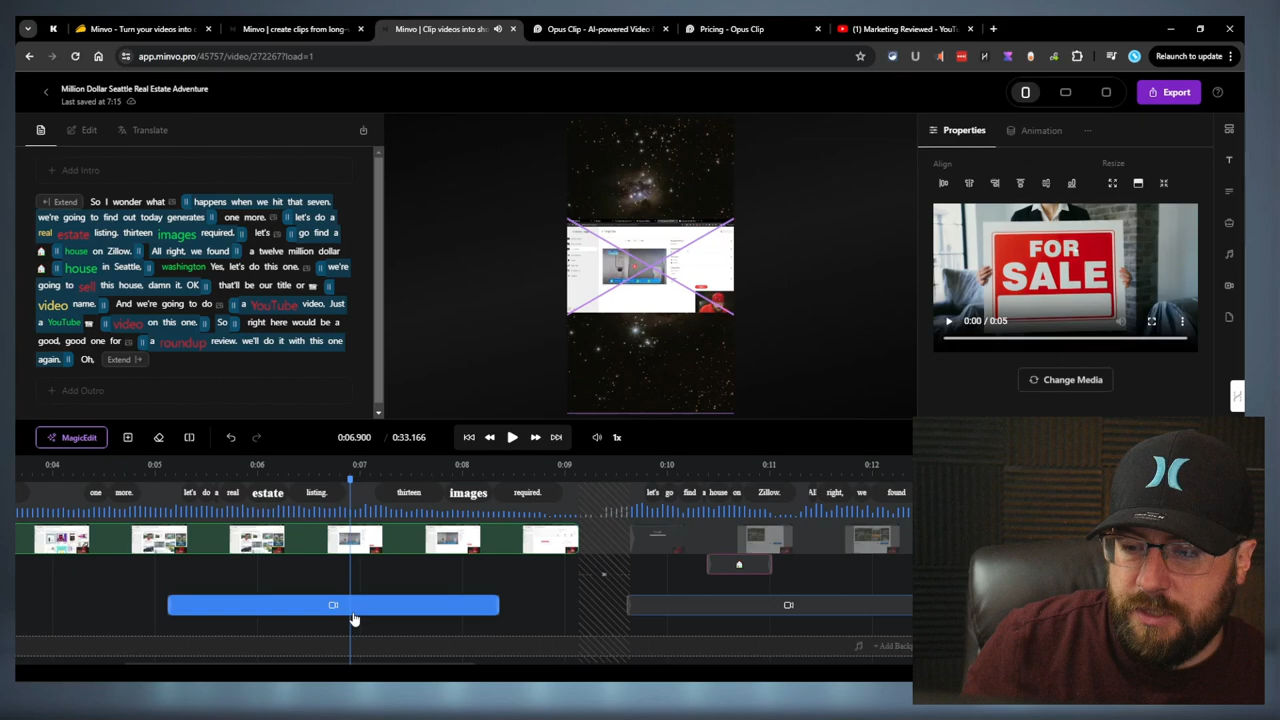 Minvo - Turn your videos into c
Minvo | create clips from long-
Minvo | Clip videos into sho
Opus Clip - AI-powered Video
Pricing - Opus Clip
(1) Marketing Reviewed - YouT
app.minvo.pro/45757/video/272267?load=1
Relaunch to update
Million Dollar Seattle Real Estate Adventure
Last saved at 7:15
Export
Edit
Translate
Properties
Animation
Add Intro
Align
Resize
Extend So I wonder what happens when we hit that seven.
we're going to find out today generates one more. let's do a
real estate listing. thirteen images required. let's go find a
house on Zillow. All right, we found a twelve million dollar
house in Seattle, washington Yes, let's do this one. we're
going to sell this house, damn it. OK that'll be our title or
video name, And we're going to do a YouTube video, Just
a YouTube video on this one. So right here would be a
good, good one for a roundup review. we'll do it with this one
again. Oh, Extend
Add Outro
FOR
SALE
0:00 / 0:05
Change Media
MagicEdit
0:06.900 / 0:33.166
1x
0:04 0:05 0:06 0:07 0:08 0:09 0:10 0:11 0:12
one more. let's do a real estate listing. thirteen images required. let's go find a house on Zillow. All right, we found
+ Add Backg